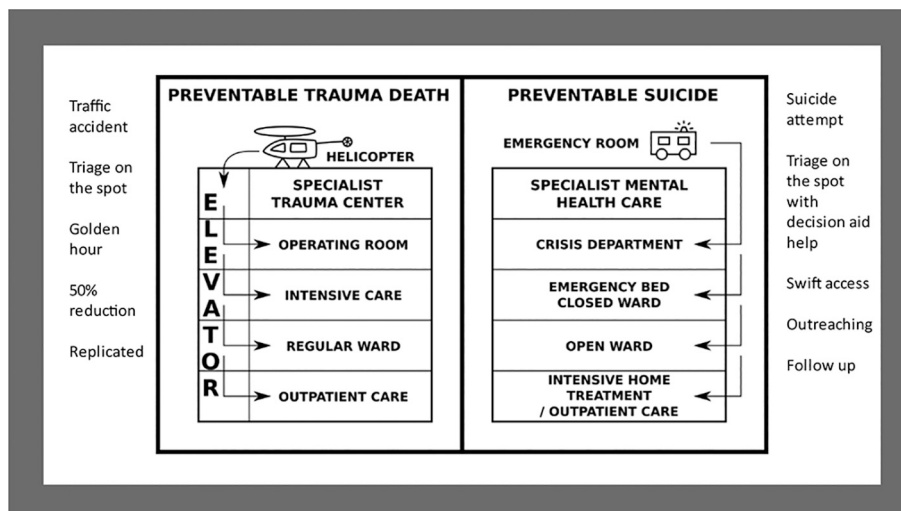 Traffic
accident
Triage on
the spot
Golden
hour
50%
reduction
Replicated
PREVENTABLE TRAUMA DEATH
HELICOPTER
ELEVATOR
SPECIALIST
TRAUMA CENTER
OPERATING ROOM
INTENSIVE CARE
REGULAR WARD
OUTPATIENT CARE
PREVENTABLE SUICIDE
EMERGENCY ROOM
SPECIALIST MENTAL
HEALTH CARE
CRISIS DEPARTMENT
EMERGENCY BED
CLOSED WARD
OPEN WARD
INTENSIVE HOME
TREATMENT
/ OUTPATIENT CARE
Suicide
attempt
Triage on
the spot
with
decision aid
help
Swift access
Outreaching
Follow up